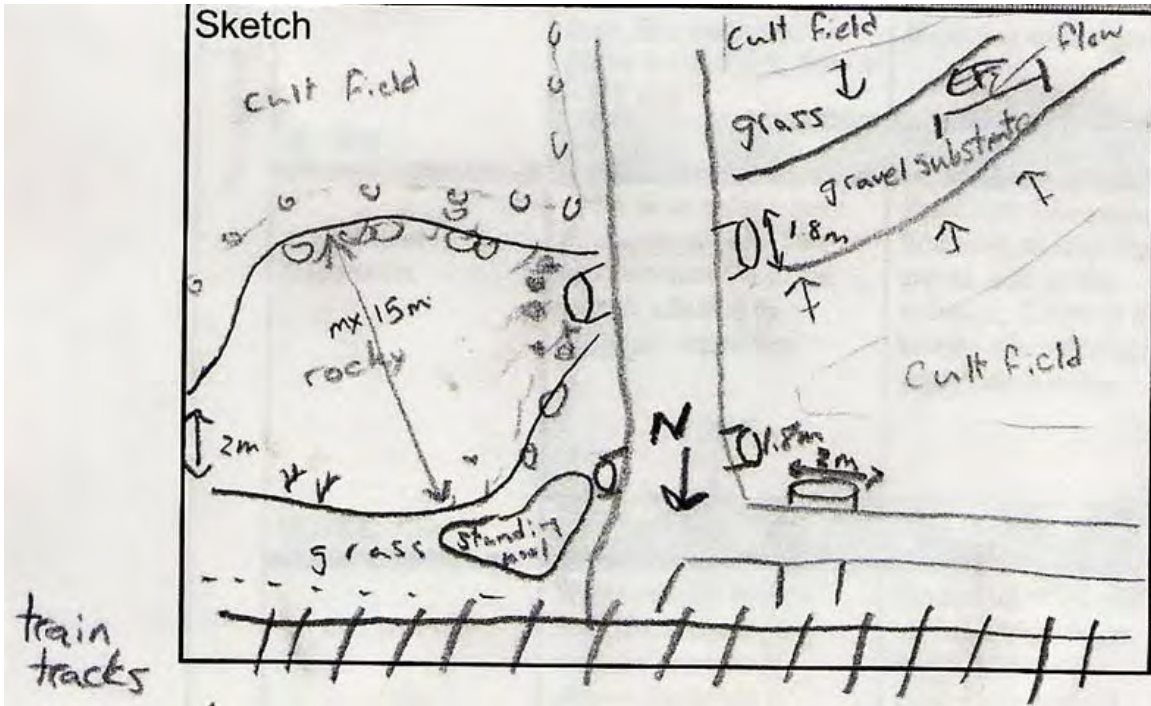 Sketch
Cult field
Cult field
flow
grass
gravel substrate
1.8m
mx 15m
rocky
Cult field
2m
N
1.8m
2m
grass
standing
pool
train
tracks